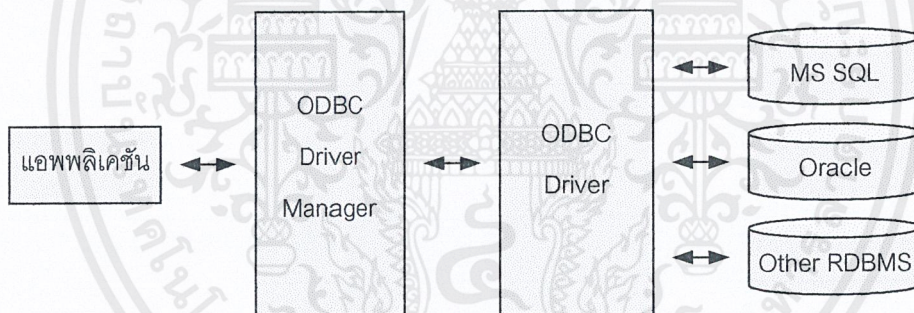 แอพพลิเคชัน
ODBC
Driver
Manager
ODBC
Driver
MS SQL
Oracle
Other RDBMS